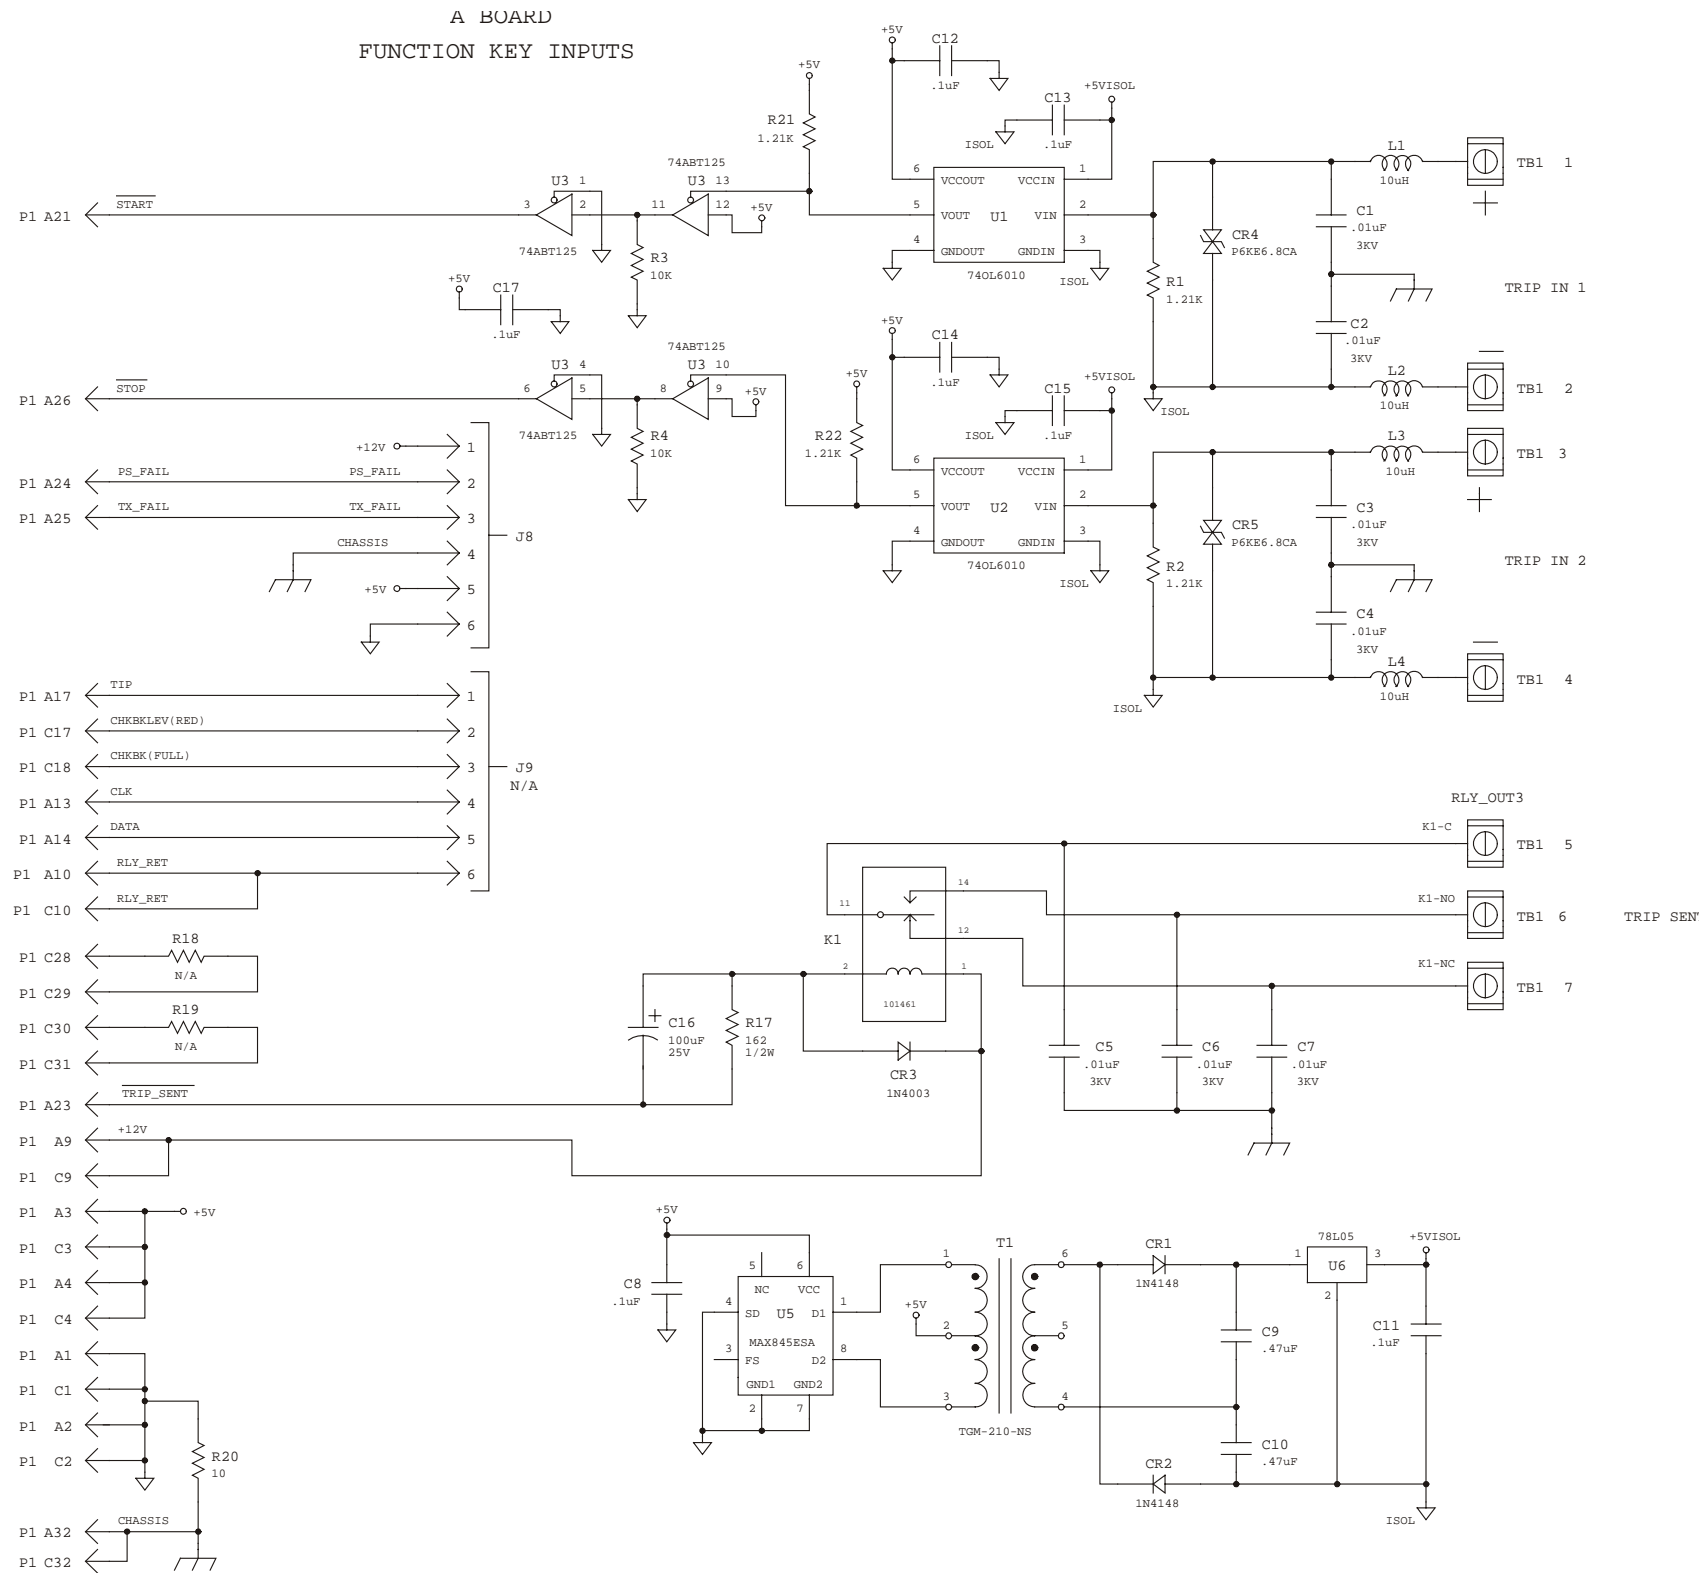 A BOARD
FUNCTION KEY INPUTS
+5V
C12
.1uF
+5V
C13
+5VISOL
ISOL
.1uF
R21
1.21K
74ABT125
U3 1
U3 13
3
2
11
12
+5V
P1 A21
START
74ABT125
R3
10K
6
VCCOUT
VCCIN
1
5
VOUT
U1
VIN
2
4
GNDOUT
GNDIN
3
74OL6010
ISOL
L1
10uH
TB1 1
+
C1
.01uF
3KV
CR4
P6KE6.8CA
R1
1.21K
TRIP IN 1
C2
.01uF
3KV
L2
10uH
TB1 2
ISOL
+5V
C17
.1uF
74ABT125
U3 4
U3 10
6
5
8
9
+5V
P1 A26
STOP
74ABT125
R4
10K
+5V
C14
.1uF
+5V
C15
+5VISOL
ISOL
.1uF
R22
1.21K
6
VCCOUT
VCCIN
1
5
VOUT
U2
VIN
2
4
GNDOUT
GNDIN
3
74OL6010
ISOL
L3
10uH
TB1 3
+
C3
.01uF
3KV
CR5
P6KE6.8CA
R2
1.21K
TRIP IN 2
C4
.01uF
3KV
L4
10uH
TB1 4
ISOL
+12V
1
P1 A24
PS_FAIL
PS_FAIL
2
P1 A25
TX_FAIL
TX_FAIL
3
J8
CHASSIS
4
+5V
5
6
P1 A17
TIP
1
P1 C17
CHKBKLEV(RED)
2
P1 C18
CHKBK(FULL)
3
J9
N/A
P1 A13
CLK
4
P1 A14
DATA
5
P1 A10
RLY_RET
6
P1 C10
RLY_RET
P1 C28
R18
N/A
P1 C29
P1 C30
R19
N/A
P1 C31
P1 A23
TRIP_SENT
P1 A9
+12V
P1 C9
RLY_OUT3
K1-C
TB1 5
14
11
K1-NO
TB1 6
TRIP SENT
12
K1
K1-NC
TB1 7
2
1
101461
+
C16
100uF
25V
R17
162
1/2W
CR3
1N4003
C5
.01uF
3KV
C6
.01uF
3KV
C7
.01uF
3KV
P1 A3
+5V
P1 C3
P1 A4
P1 C4
P1 A1
P1 C1
P1 A2
P1 C2
R20
10
P1 A32
CHASSIS
P1 C32
+5V
C8
.1uF
5
6
NC
VCC
4
SD
U5
D1
1
MAX845ESA
3
FS
D2
8
GND1
GND2
2
7
T1
1
6
+5V
2
5
3
4
TGM-210-NS
CR1
1N4148
78L05
1
U6
3
2
+5VISOL
C9
.47uF
C11
.1uF
C10
.47uF
CR2
1N4148
ISOL